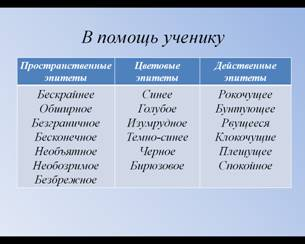 В помощь ученику
Пространственные эпитеты Цветовые эпитеты Действенные эпитеты
Бескрайнее Синее Рокочущее
Обширное Голубое Бунтующее
Безграничное Изумрудное Рвущееся
Бесконечное Темно-синее Клокочущие
Необъятное Черное Плещущее
Необозримое Бирюзовое Спокойное
Безбрежное